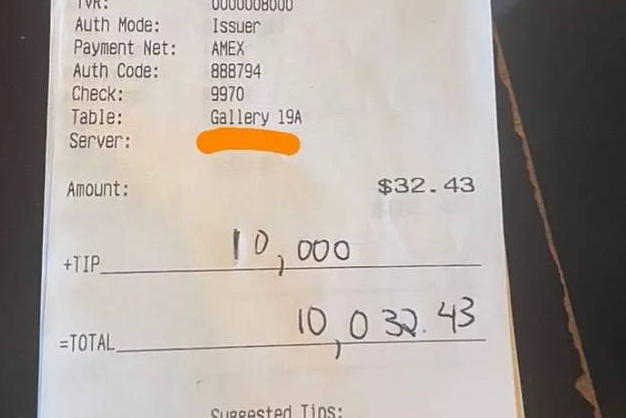 TVR: 0000008000
Auth Mode: Issuer
Payment Net: AMEX
Auth Code: 888794
Check: 9970
Table: Gallery 19A
Server:
Amount: $32.43
+TIP 10,000
=TOTAL 10,032.43
Suggested Tips: